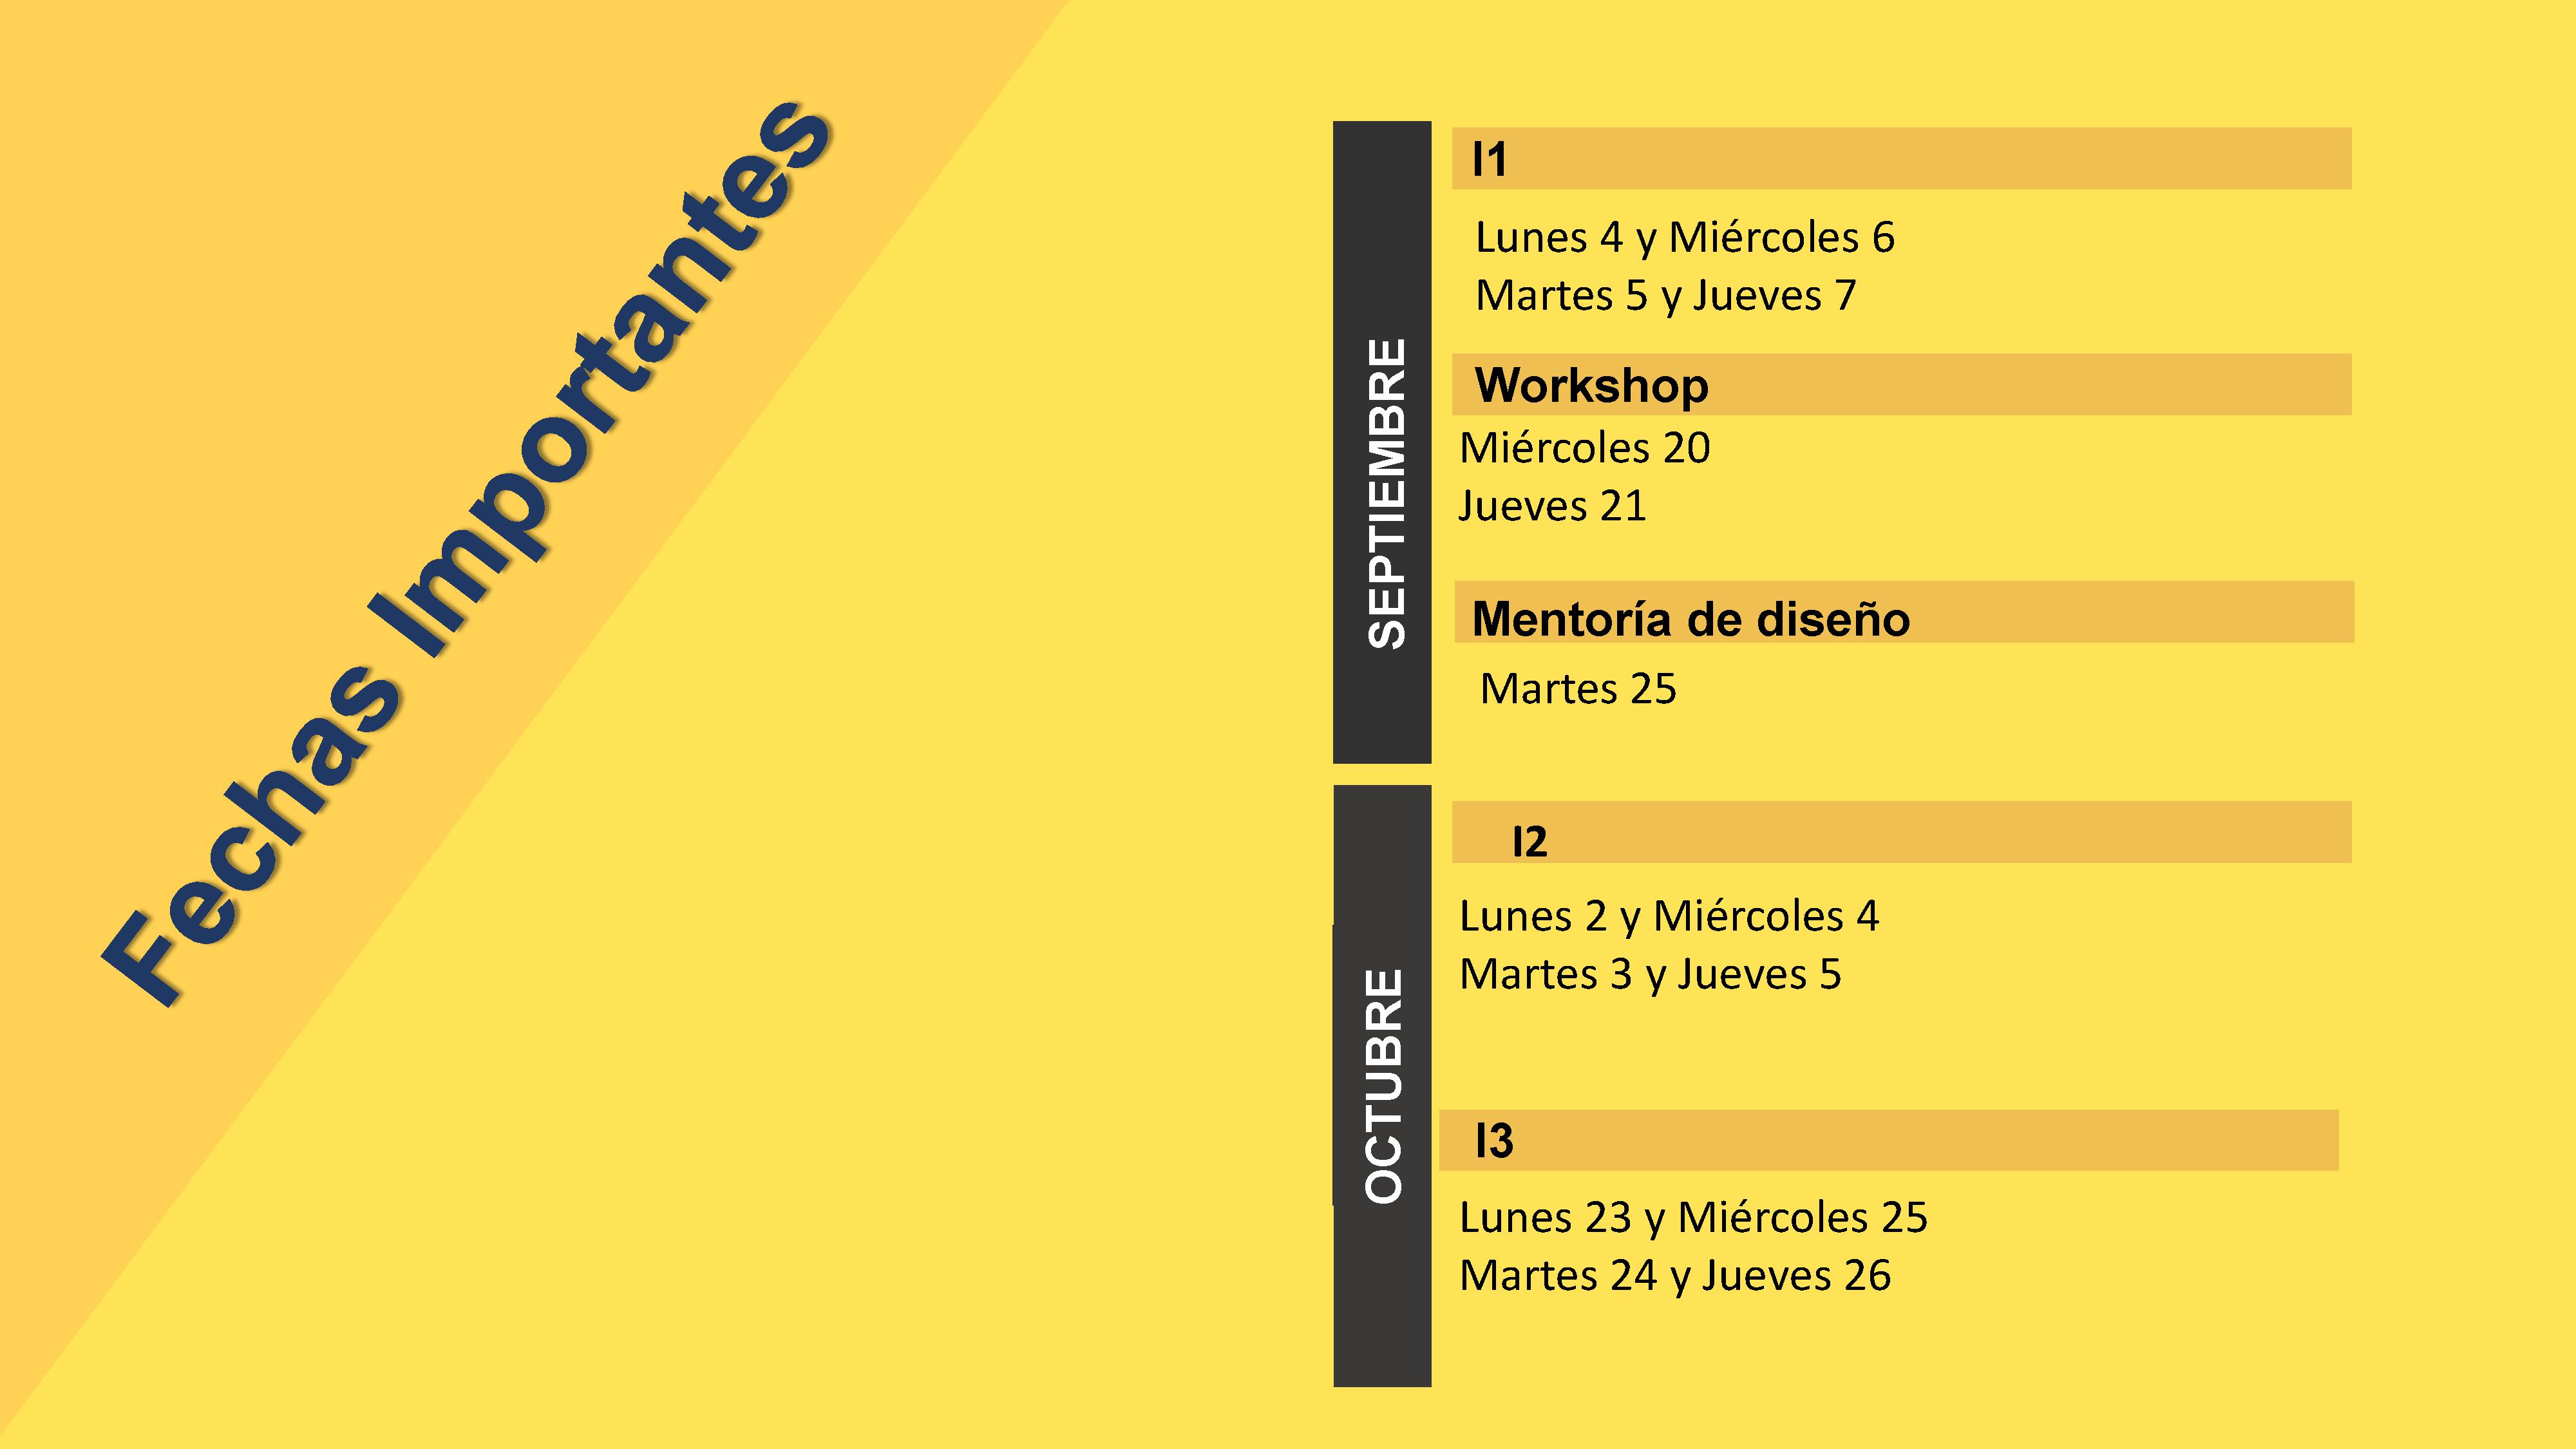 Fechas Importantes
SEPTIEMBRE
I1
Lunes 4 y Miércoles 6
Martes 5 y Jueves 7
Workshop
Miércoles 20
Jueves 21
Mentoría de diseño
Martes 25
OCTUBRE
I2
Lunes 2 y Miércoles 4
Martes 3 y Jueves 5
I3
Lunes 23 y Miércoles 25
Martes 24 y Jueves 26